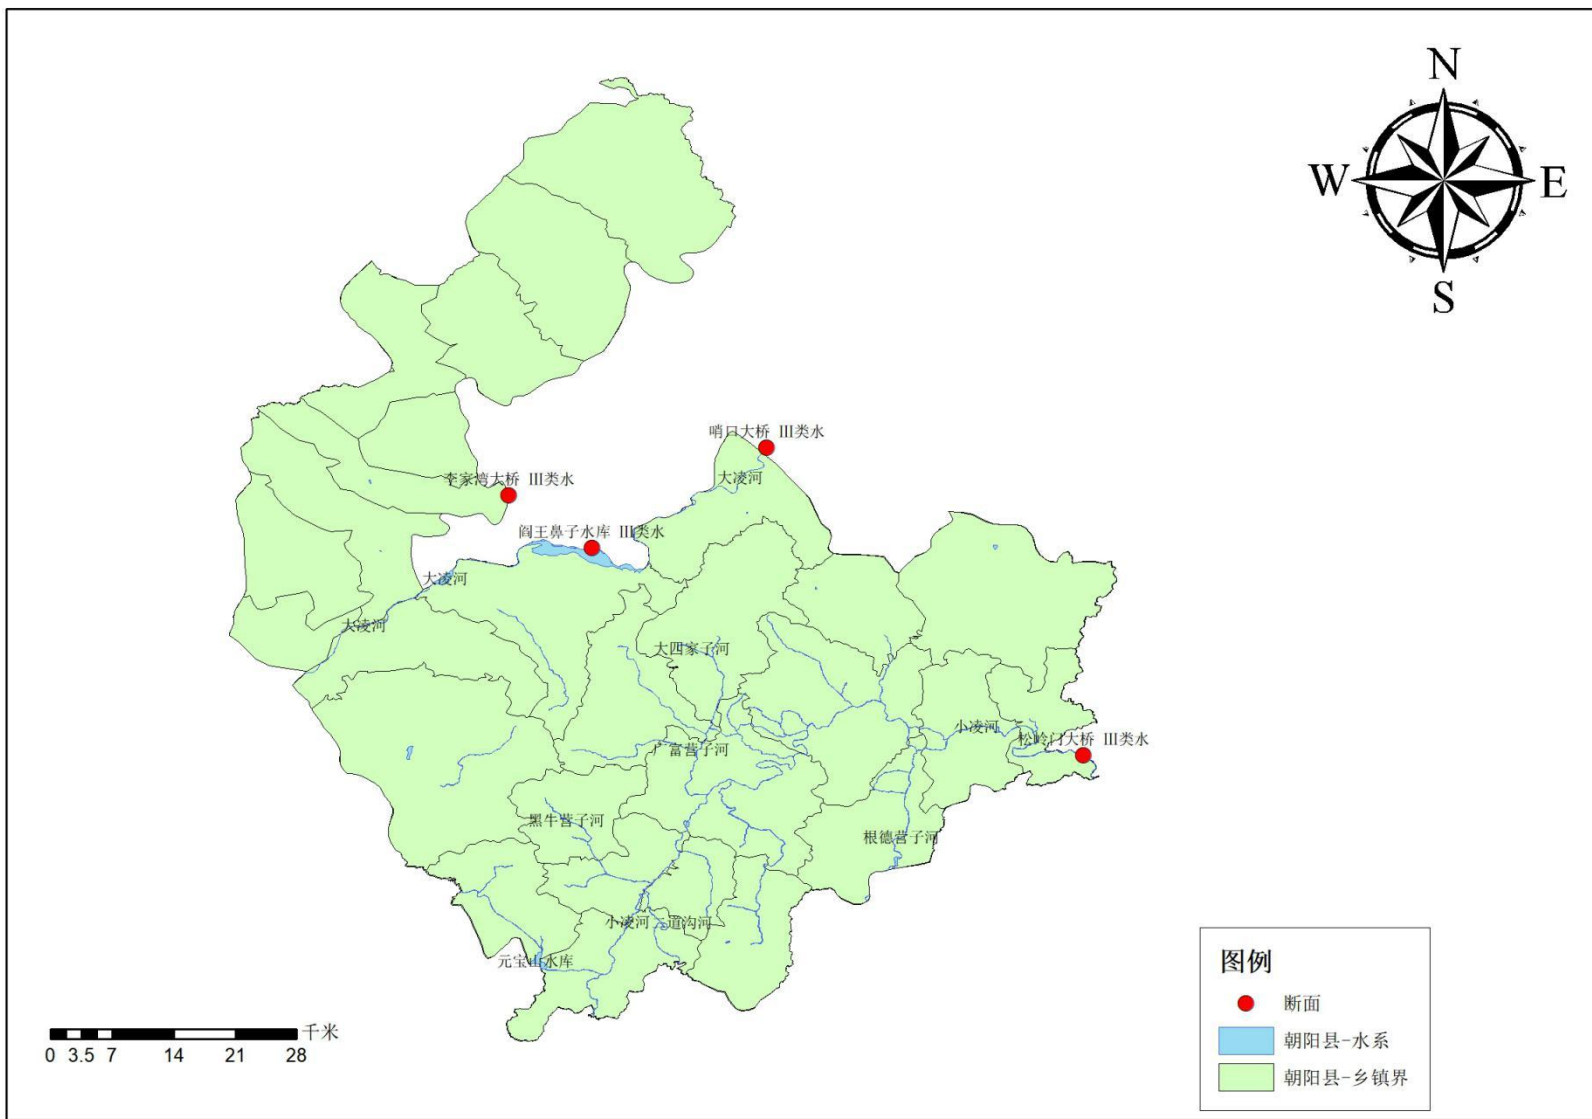 N
W
E
S
哨口大桥 Ⅲ类水
大凌河
李家湾大桥 Ⅲ类水
阎王鼻子水库 Ⅲ类水
大凌河
大凌河
大四家子河
小凌河
松岭门大桥 Ⅲ类水
广富营子河
黑牛营子河
根德营子河
小凌河
二道沟河
元宝山水库
图例
断面
朝阳县-水系
朝阳县-乡镇界
千米
0 3.5 7 14 21 28